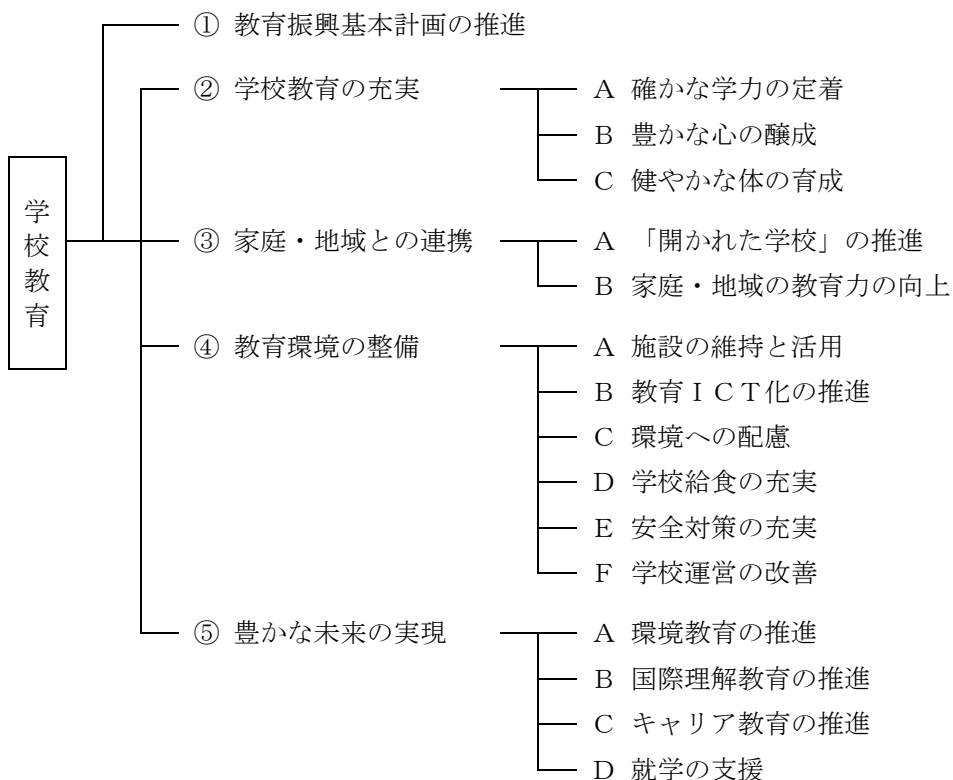 学校教育
① 教育振興基本計画の推進
② 学校教育の充実
A 確かな学力の定着
B 豊かな心の醸成
C 健やかな体の育成
③ 家庭・地域との連携
A 「開かれた学校」の推進
B 家庭・地域の教育力の向上
④ 教育環境の整備
A 施設の維持と活用
B 教育ICT化の推進
C 環境への配慮
D 学校給食の充実
E 安全対策の充実
F 学校運営の改善
⑤ 豊かな未来の実現
A 環境教育の推進
B 国際理解教育の推進
C キャリア教育の推進
D 就学の支援